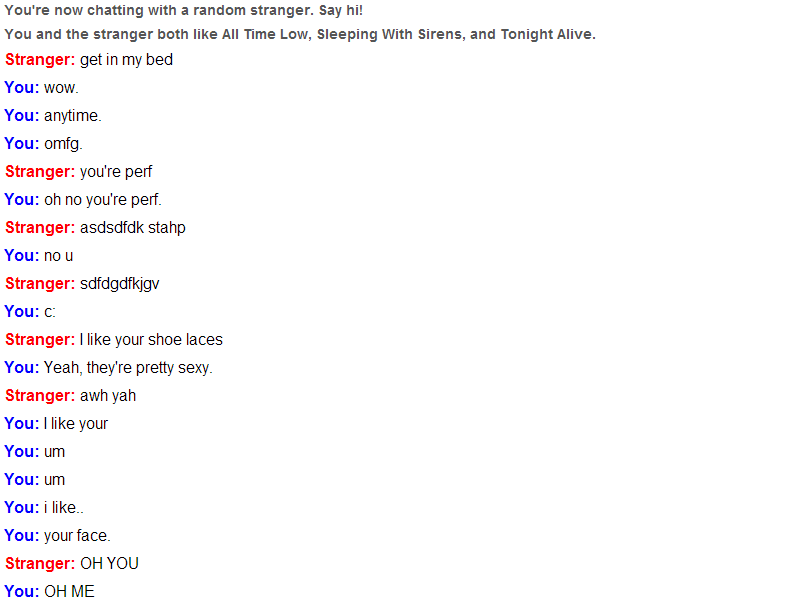 You're now chatting with a random stranger. Say hi!
You and the stranger both like All Time Low, Sleeping With Sirens, and Tonight Alive.
Stranger: get in my bed
You: wow.
You: anytime.
You: omfg.
Stranger: you're perf
You: oh no you're perf.
Stranger: asdsdfdk stahp
You: no u
Stranger: sdfdgdfkjgv
You: c:
Stranger: I like your shoe laces
You: Yeah, they're pretty sexy.
Stranger: awh yah
You: I like your
You: um
You: um
You: i like..
You: your face.
Stranger: OH YOU
You: OH ME